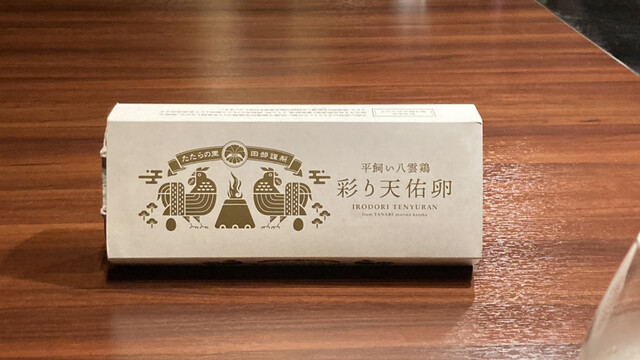 たたらの里
田部謹製
平飼い八雲鶏
彩り天佑卵
IRODORI TENYURAN
from TANABE